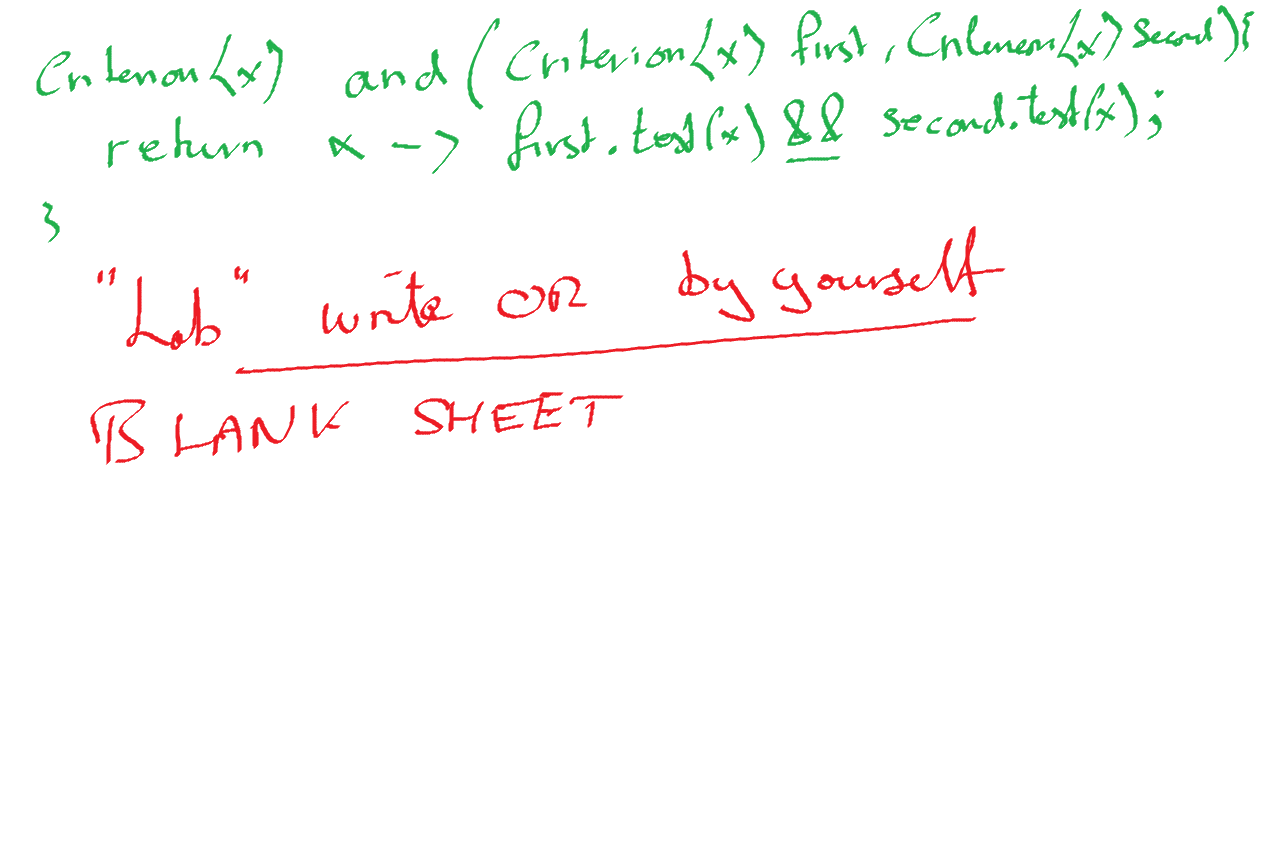 Criterion<x> and (Criterion<x> first, Criterion<x> second){
return x -> first.test(x) && second.test(x);
}
"Lab" write OR by yourself
BLANK SHEET